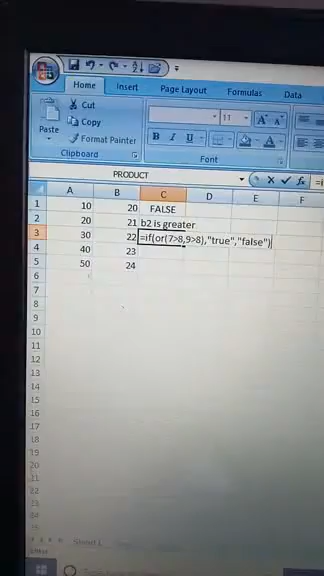 Home Insert Page Layout Formulas Data
Cut
Copy
Format Painter
Paste
Clipboard
11 A A
B I U A
Font
PRODUCT
A B C D E F
1 10 20 FALSE
2 20 21 b2 is greater
3 30 22 =if(or(7>8,9>8),"true","false")
4 40 23
5 50 24
6
7
8
9
10
11
12
13
14
15
16
17
18
19
20
21
22